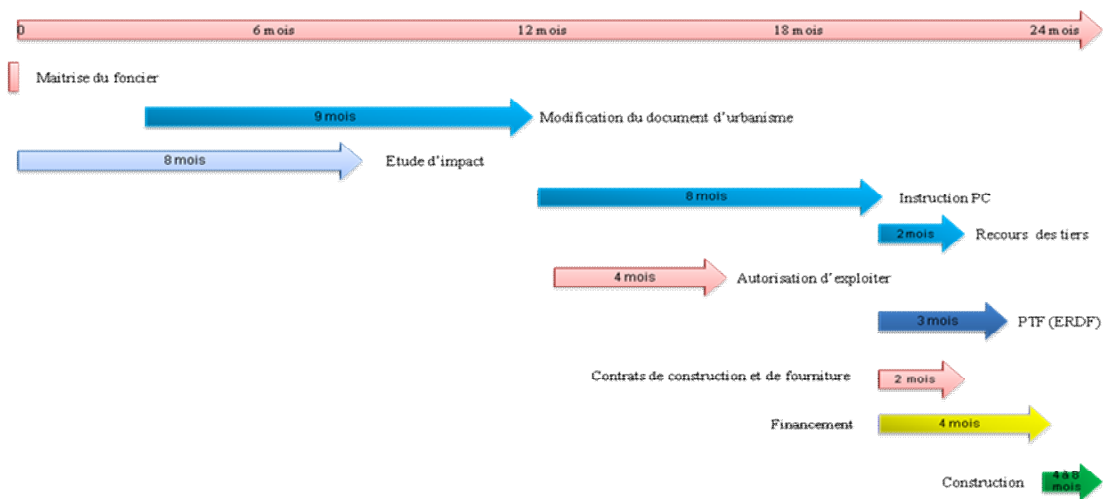 0 6 mois 12 mois 18 mois 24 mois
Maitrise du foncier
9 mois Modification du document d'urbanisme
8 mois Etude d'impact
8 mois Instruction PC
2 mois Recours des tiers
4 mois Autorisation d'exploiter
3 mois PTF (ERDF)
Contrats de construction et de fourniture 2 mois
Financement 4 mois
Construction 4 à 8
mois